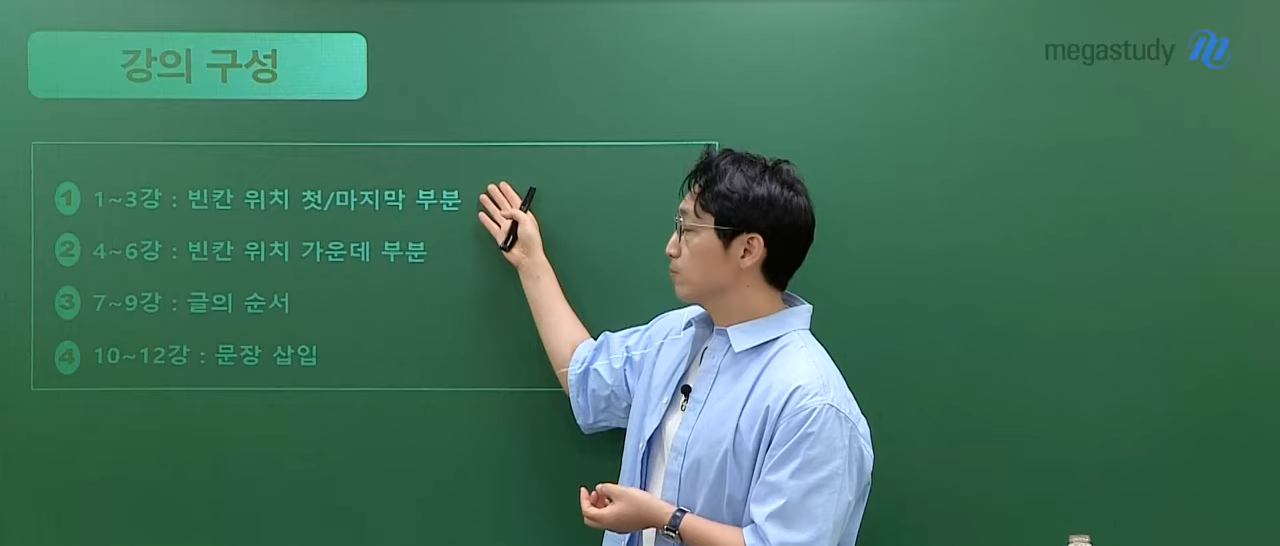 강의 구성
megastudy
1 1~3강 : 빈칸 위치 첫/마지막 부분
2 4~6강 : 빈칸 위치 가운데 부분
3 7~9강 : 글의 순서
4 10~12강 : 문장 삽입